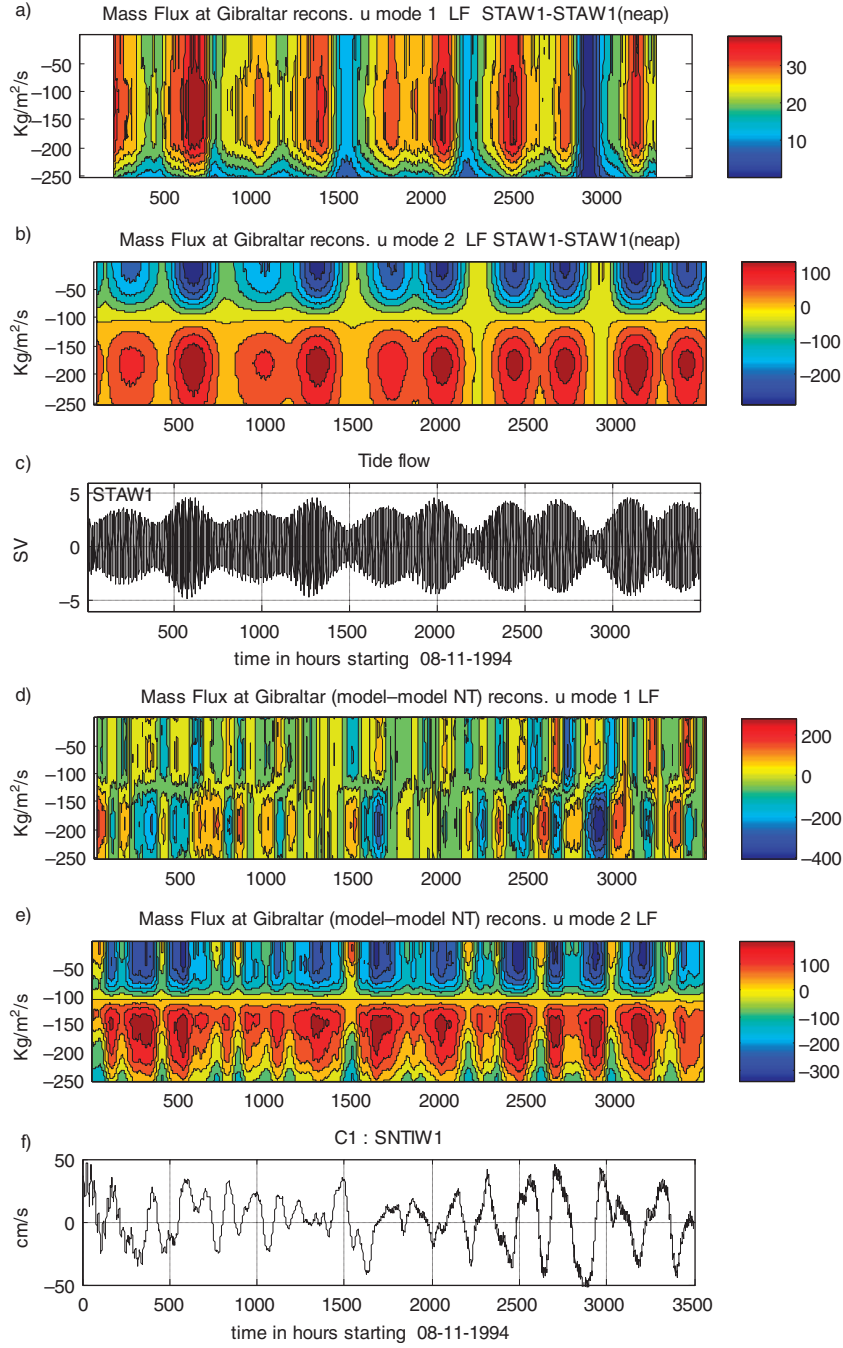 a) Mass Flux at Gibraltar recons. u mode 1 LF STAW1-STAW1(neap)
Kg/m²/s
−50
−100
−150
−200
−250
500 1000 1500 2000 2500 3000
30
20
10
b) Mass Flux at Gibraltar recons. u mode 2 LF STAW1-STAW1(neap)
Kg/m²/s
−50
−100
−150
−200
−250
500 1000 1500 2000 2500 3000
100
0
−100
−200
c) Tide flow
STAW1
SV
5
0
−5
500 1000 1500 2000 2500 3000
time in hours starting 08-11-1994
d) Mass Flux at Gibraltar (model–model NT) recons. u mode 1 LF
Kg/m²/s
−50
−100
−150
−200
−250
500 1000 1500 2000 2500 3000
200
0
−200
−400
e) Mass Flux at Gibraltar (model–model NT) recons. u mode 2 LF
Kg/m²/s
−50
−100
−150
−200
−250
500 1000 1500 2000 2500 3000
100
0
−100
−200
−300
f) C1 : SNTIW1
cm/s
50
0
−50
0 500 1000 1500 2000 2500 3000 3500
time in hours starting 08-11-1994